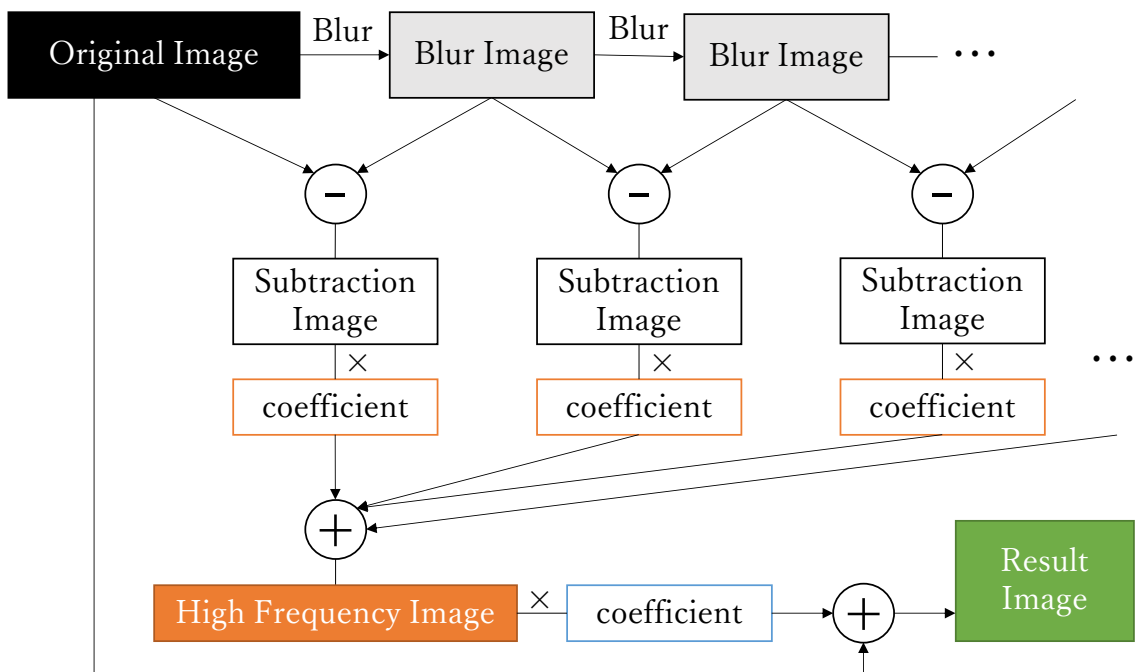 Blur
Blur
Original Image
Blur Image
Blur Image
...
-
-
-
Subtraction
Image
Subtraction
Image
Subtraction
Image
×
×
×
...
coefficient
coefficient
coefficient
+
High Frequency Image
×
coefficient
+
Result
Image